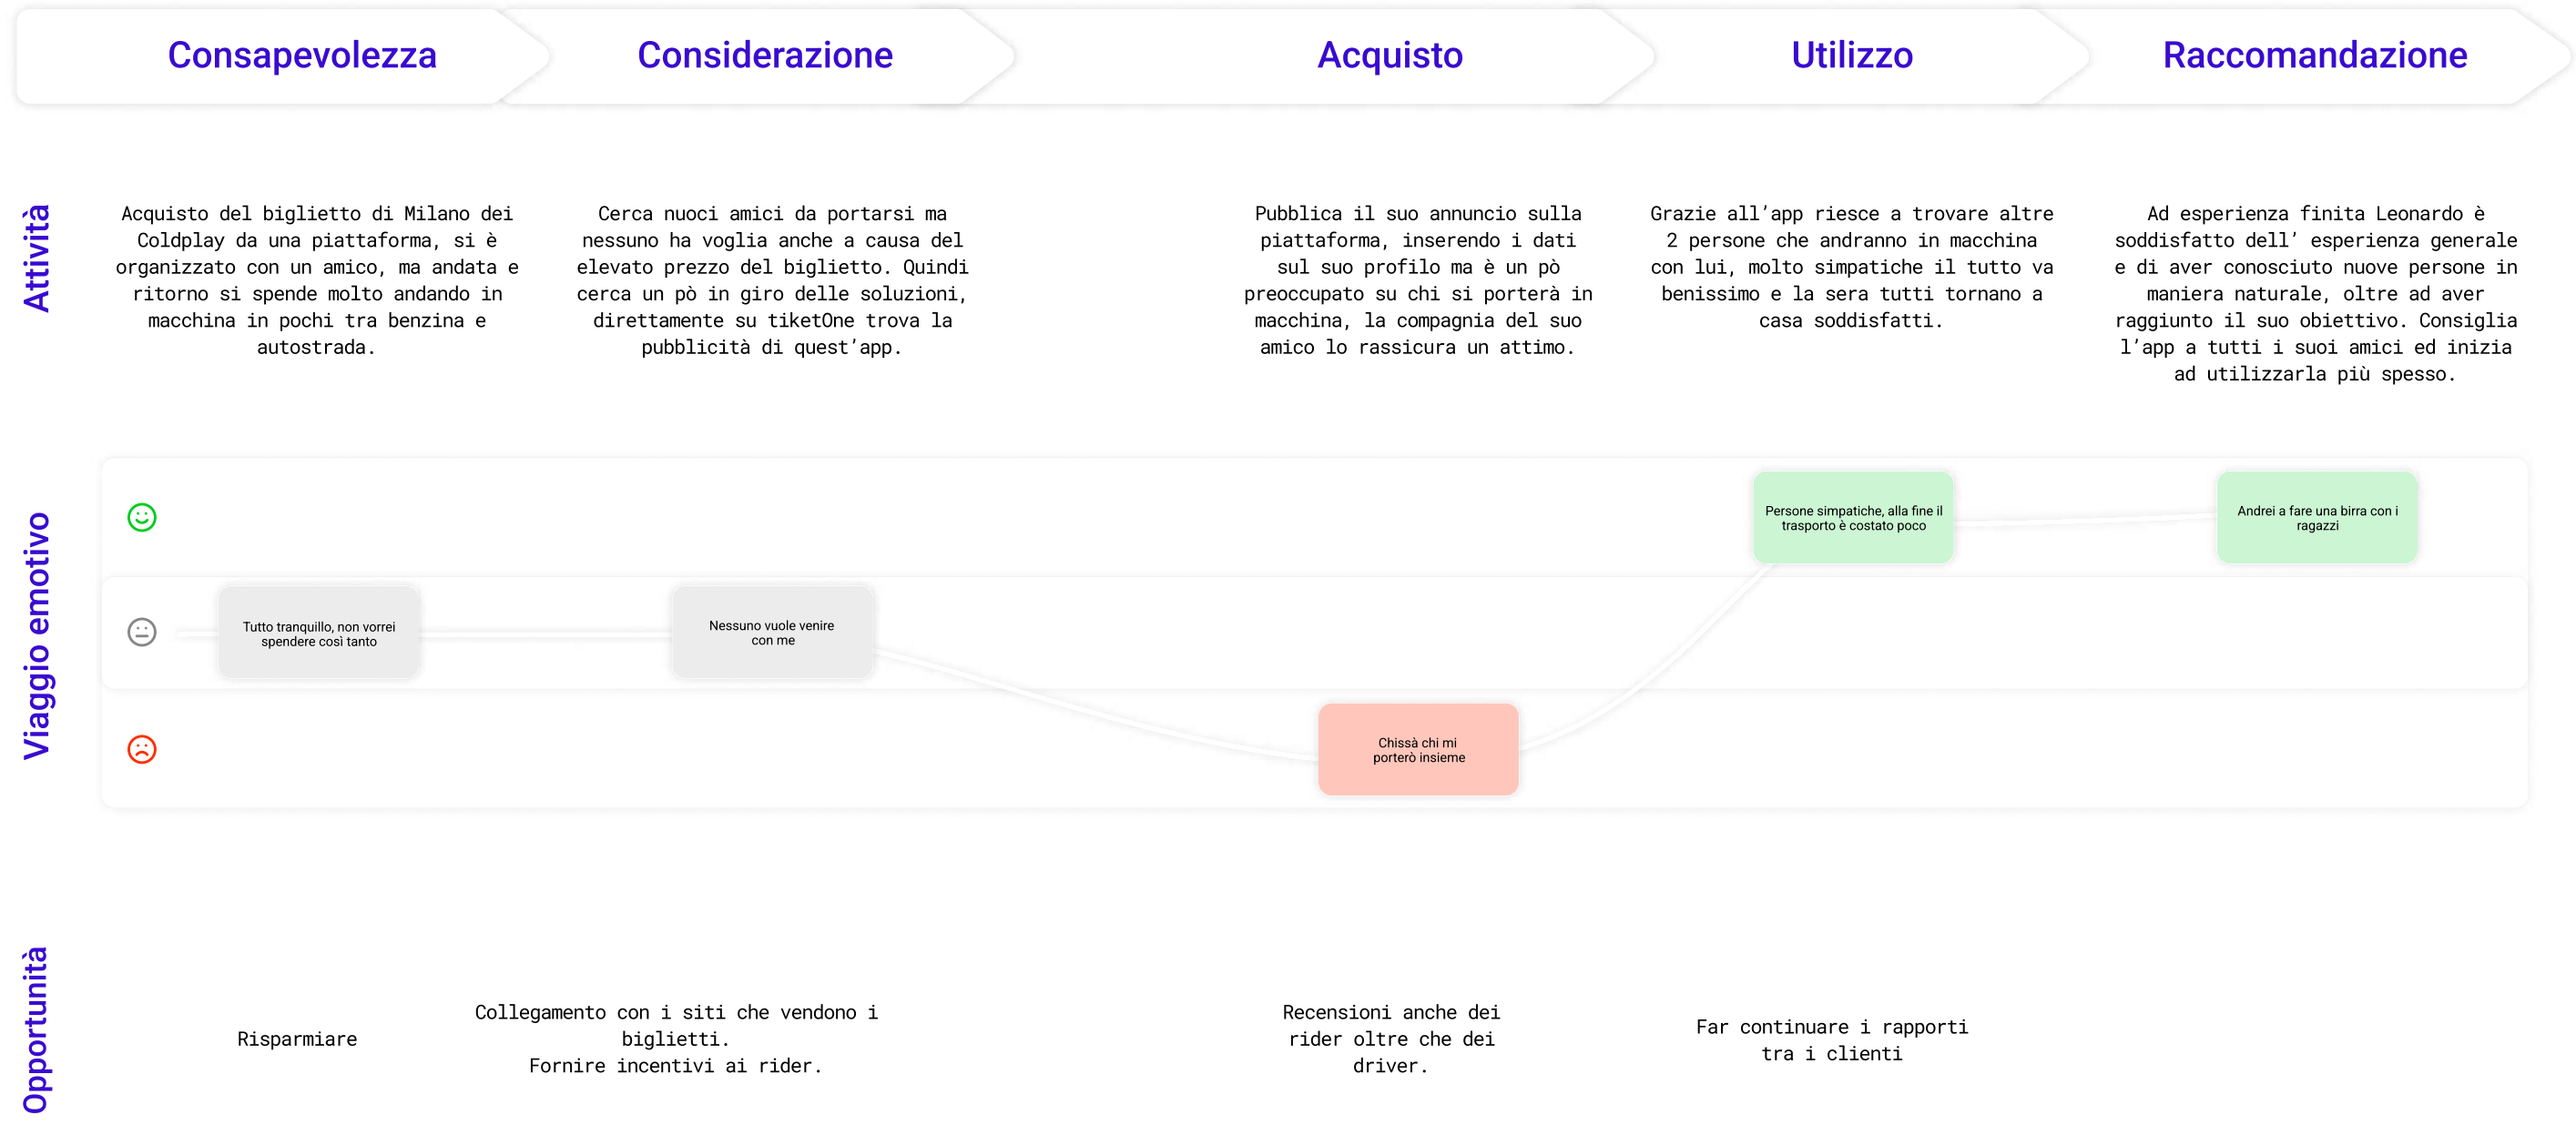 Consapevolezza
Considerazione
Acquisto
Utilizzo
Raccomandazione
Attività
Acquisto del biglietto di Milano dei
Coldplay da una piattaforma, si è
organizzato con un amico, ma andata e
ritorno si spende molto andando in
macchina in pochi tra benzina e
autostrada.
Cerca nuoci amici da portarsi ma
nessuno ha voglia anche a causa del
elevato prezzo del biglietto. Quindi
cerca un pò in giro delle soluzioni,
direttamente su tiketOne trova la
pubblicità di quest’app.
Pubblica il suo annuncio sulla
piattaforma, inserendo i dati
sul suo profilo ma è un pò
preoccupato su chi si porterà in
macchina, la compagnia del suo
amico lo rassicura un attimo.
Grazie all’app riesce a trovare altre
2 persone che andranno in macchina
con lui, molto simpatiche il tutto va
benissimo e la sera tutti tornano a
casa soddisfatti.
Ad esperienza finita Leonardo è
soddisfatto dell’ esperienza generale
e di aver conosciuto nuove persone in
maniera naturale, oltre ad aver
raggiunto il suo obiettivo. Consiglia
l’app a tutti i suoi amici ed inizia
ad utilizzarla più spesso.
Viaggio emotivo
Tutto tranquillo, non vorrei
spendere così tanto
Nessuno vuole venire
con me
Chissà chi mi
porterò insieme
Persone simpatiche, alla fine il
trasporto è costato poco
Andrei a fare una birra con i
ragazzi
Opportunità
Risparmiare
Collegamento con i siti che vendono i
biglietti.
Fornire incentivi ai rider.
Recensioni anche dei
rider oltre che dei
driver.
Far continuare i rapporti
tra i clienti